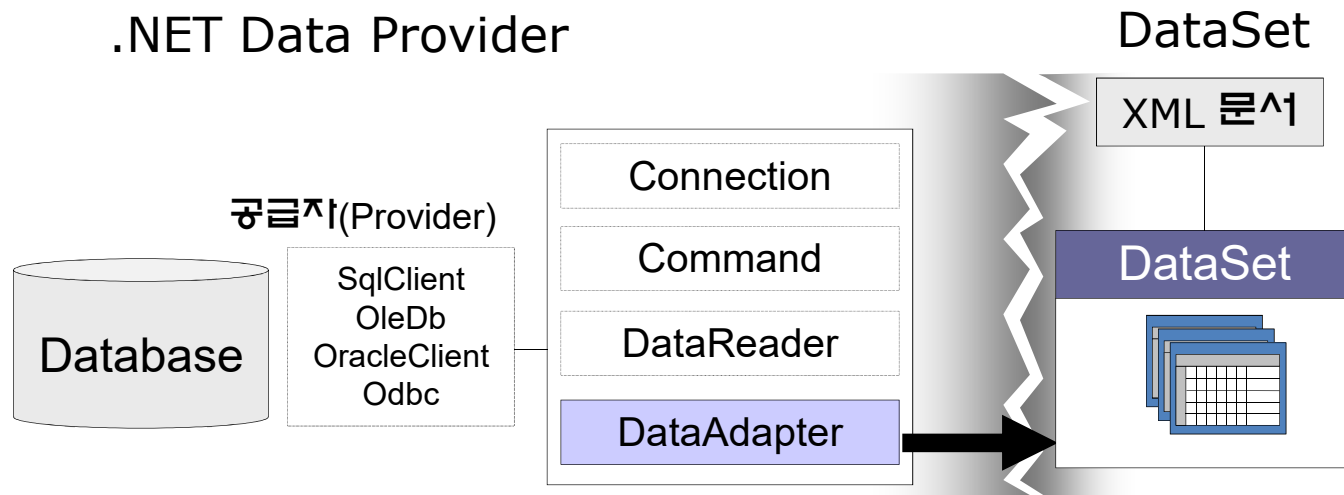 .NET Data Provider
DataSet
XML 문서
Connection
공급자(Provider)
Command
DataSet
SqlClient
OleDb
OracleClient
Odbc
Database
DataReader
DataAdapter